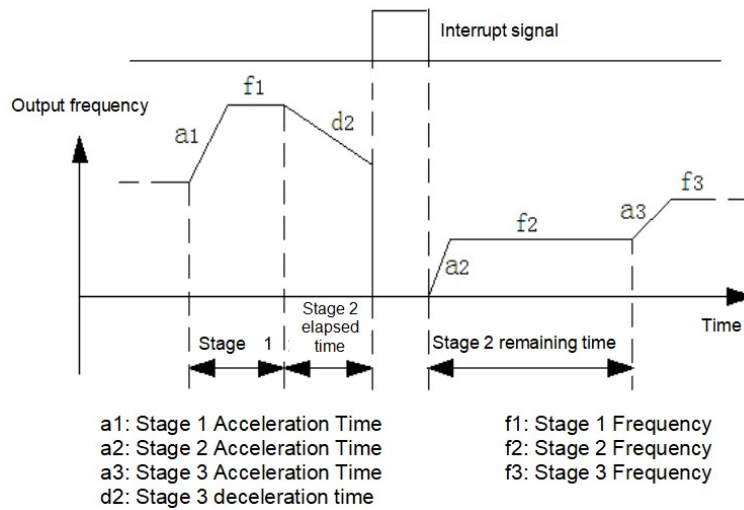 Interrupt signal
Output frequency
f1
a1
d2
f3
a3
f2
a2
Time
Stage 1
Stage 2
elapsed
time
Stage 2 remaining time
a1: Stage 1 Acceleration Time
a2: Stage 2 Acceleration Time
a3: Stage 3 Acceleration Time
d2: Stage 3 deceleration time
f1: Stage 1 Frequency
f2: Stage 2 Frequency
f3: Stage 3 Frequency